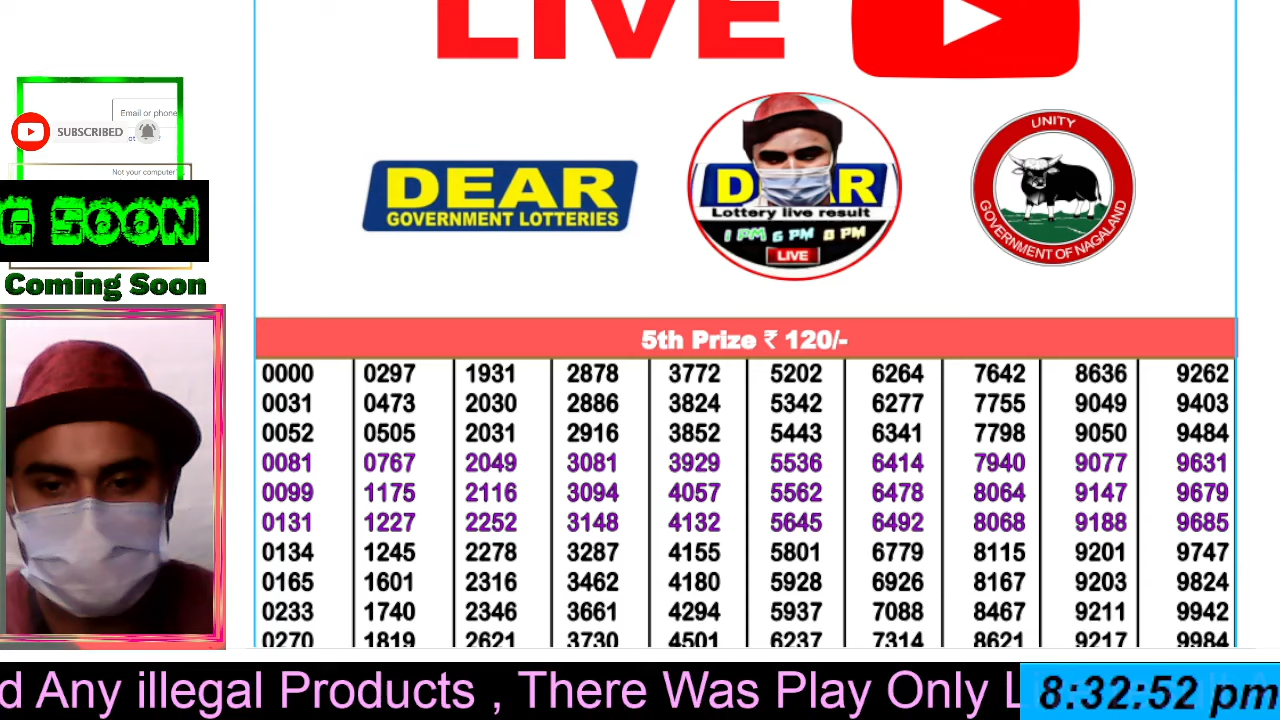 LIVE
Email or phone
SUBSCRIBED
Not your computer
G SOON
Coming Soon
DEAR
GOVERNMENT LOTTERIES
D AR
Lottery live result
1 PM 6 PM 8 PM
LIVE
UNITY
GOVERNMENT OF NAGALAND
5th Prize ₹ 120/-
0000 0297 1931 2878 3772 5202 6264 7642 8636 9262
0031 0473 2030 2886 3824 5342 6277 7755 9049 9403
0052 0505 2031 2916 3852 5443 6341 7798 9050 9484
0081 0767 2049 3081 3929 5536 6414 7940 9077 9631
0099 1175 2116 3094 4057 5562 6478 8064 9147 9679
0131 1227 2252 3148 4132 5645 6492 8068 9188 9685
0134 1245 2278 3287 4155 5801 6779 8115 9201 9747
0165 1601 2316 3462 4180 5928 6926 8167 9203 9824
0233 1740 2346 3661 4294 5937 7088 8467 9211 9942
0270 1819 2621 3730 4501 6237 7314 8621 9217 9984
d Any illegal Products , There Was Play Only L
8:32:52 pm